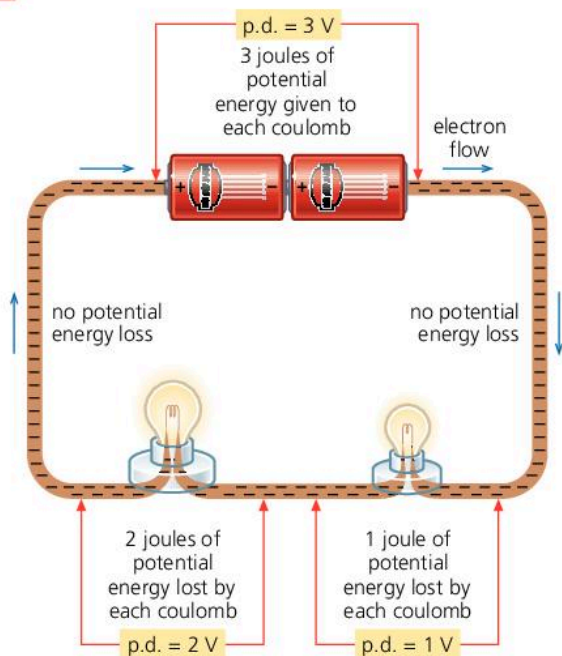 p.d. = 3 V
3 joules of
potential
energy given to
each coulomb
electron
flow
+ − + −
no potential
energy loss
no potential
energy loss
2 joules of
potential
energy lost by
each coulomb
p.d. = 2 V
1 joule of
potential
energy lost by
each coulomb
p.d. = 1 V